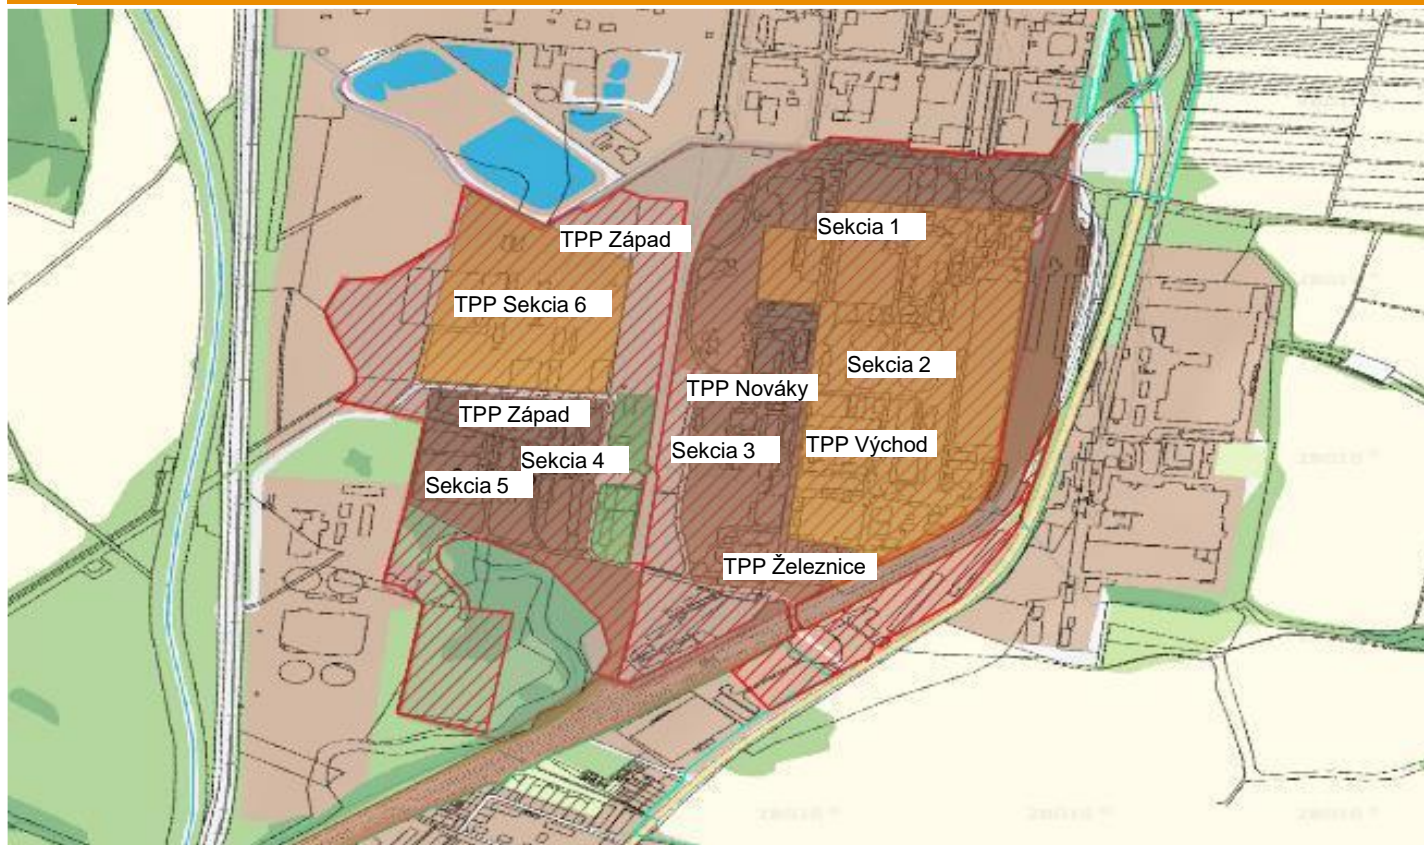 Sekcia 1
TPP Západ
TPP Sekcia 6
Sekcia 2
TPP Nováky
TPP Západ
TPP Východ
Sekcia 3
Sekcia 4
Sekcia 5
TPP Železnice